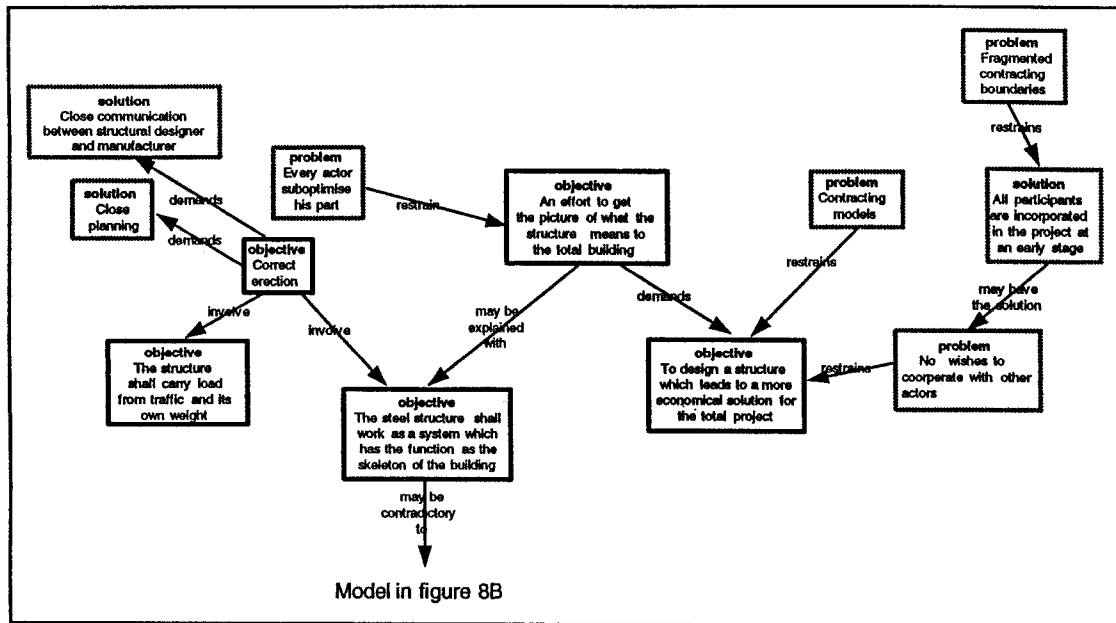 problem
Fragmented
contracting
boundaries
restrains
solution
Close communication
between structural designer
and manufacturer
demands
solution
Close
planning
demands
problem
Every actor
suboptimise
his part
restrain
objective
An effort to get
the picture of what the
structure means to
the total building
problem
Contracting
models
restrains
solution
All participants
are incorporated
in the project at
an early stage
objective
Correct
erection
involve
involve
may be
explained
with
demands
may have
the solution
objective
The structure
shall carry load
from traffic and its
own weight
objective
The steel structure shall
work as a system which
has the function as the
skeleton of the building
objective
To design a structure
which leads to a more
economical solution for
the total project
restrains
problem
No wishes to
coorperate with other
actors
may be
contradictory
to
Model in figure 8B